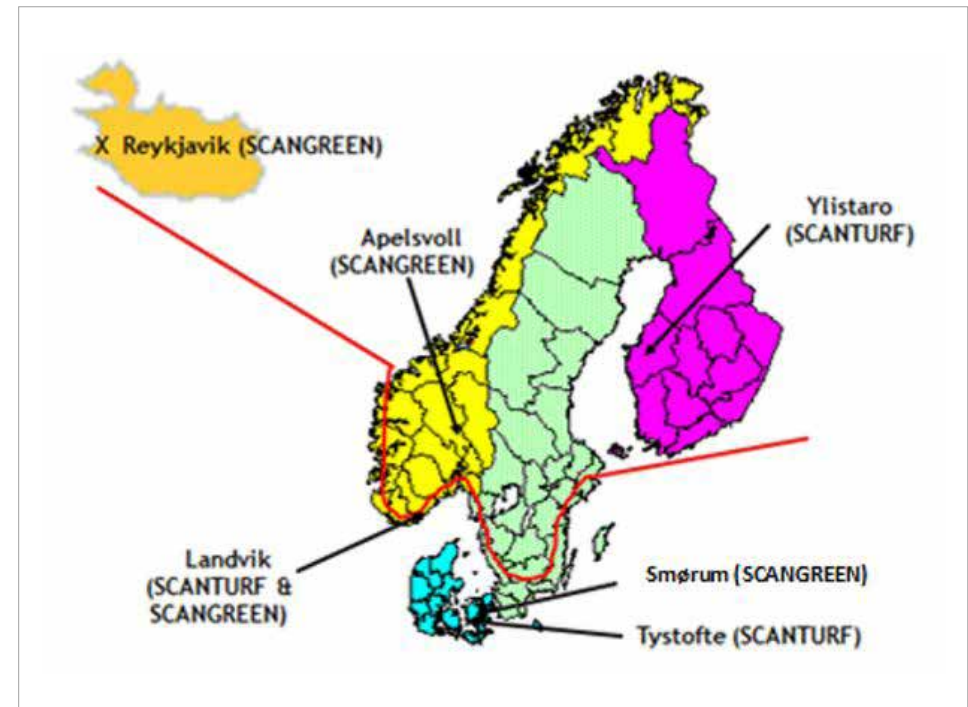 X Reykjavik (SCANGREEN)
Apelsvoll
(SCANGREEN)
Ylistaro
(SCANTURF)
Landvik
(SCANTURF &
SCANGREEN)
Smørum (SCANGREEN)
Tystofte (SCANTURF)